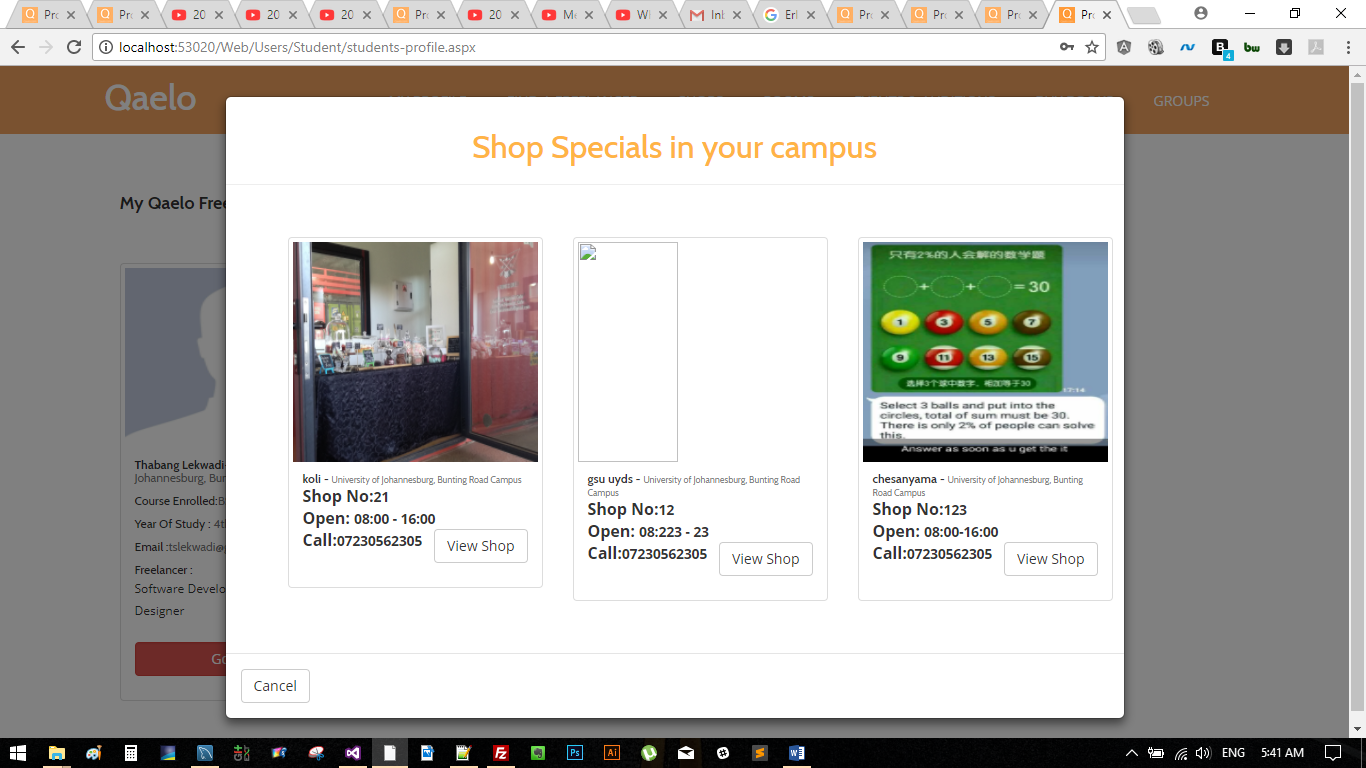 Pro
Pro
20
20
20
Pro
20
Me
Wh
Inb
Erl
Pro
Pro
Pro
Pro
localhost:53020/Web/Users/Student/students-profile.aspx
4
Qaelo
GROUPS
Shop Specials in your campus
My Qaelo Free
Thabang Lekwadi-
Johannesburg, Bun
Course Enrolled:B
Year Of Study : 4th
Email :tslekwadi@
Freelancer :
Software Develo
Designer
Go
koli - University of Johannesburg, Bunting Road Campus
Shop No:21
Open: 08:00 - 16:00
Call:07230562305
View Shop
gsu uyds - University of Johannesburg, Bunting Road
Campus
Shop No:12
Open: 08:223 - 23
Call:07230562305
View Shop
只有2%的人会解的数学题
+ + =30
1 3 5 7
9 11 13 15
选择3个球中数字，相加等于30
17:14
Select 3 balls and put into the
circles, total of sum must be 30.
There is only 2% of people can solve
this.
Answer as soon as u get the it
chesanyama - University of Johannesburg, Bunting
Road Campus
Shop No:123
Open: 08:00-16:00
Call:07230562305
View Shop
Cancel
ENG
5:41 AM